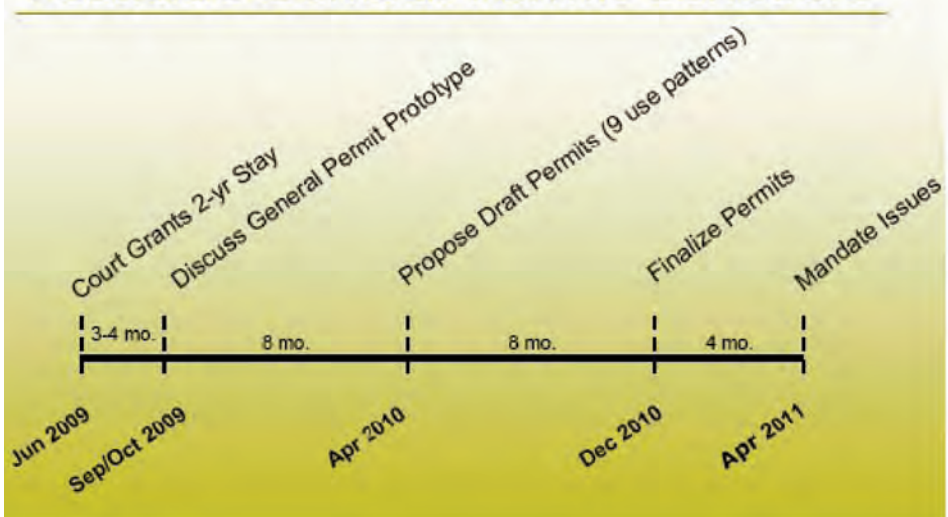 Court Grants 2-yr Stay
Discuss General Permit Prototype
Propose Draft Permits (9 use patterns)
Finalize Permits
Mandate Issues
3-4 mo.
8 mo.
8 mo.
4 mo.
Jun 2009
Sep/Oct 2009
Apr 2010
Dec 2010
Apr 2011